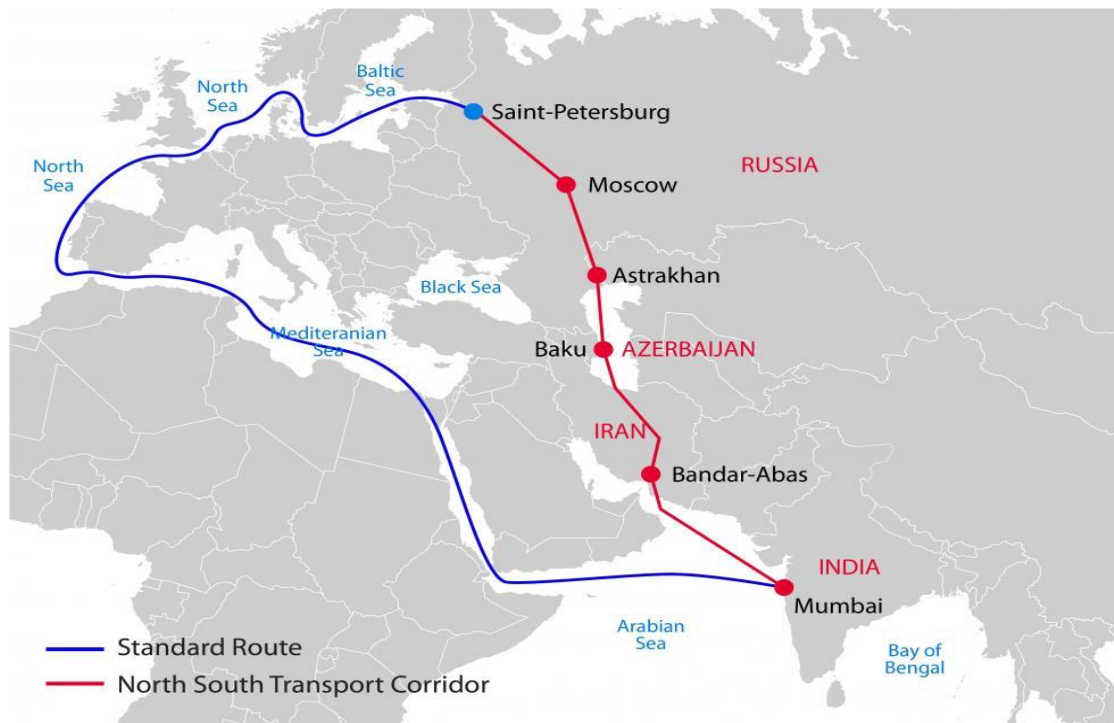 Baltic
Sea
North
Sea
Saint-Petersburg
North
Sea
RUSSIA
Moscow
Astrakhan
Black Sea
Mediteranian
Sea
Baku
AZERBAIJAN
IRAN
Bandar-Abas
INDIA
Mumbai
Arabian
Sea
Bay of
Bengal
Standard Route
North South Transport Corridor